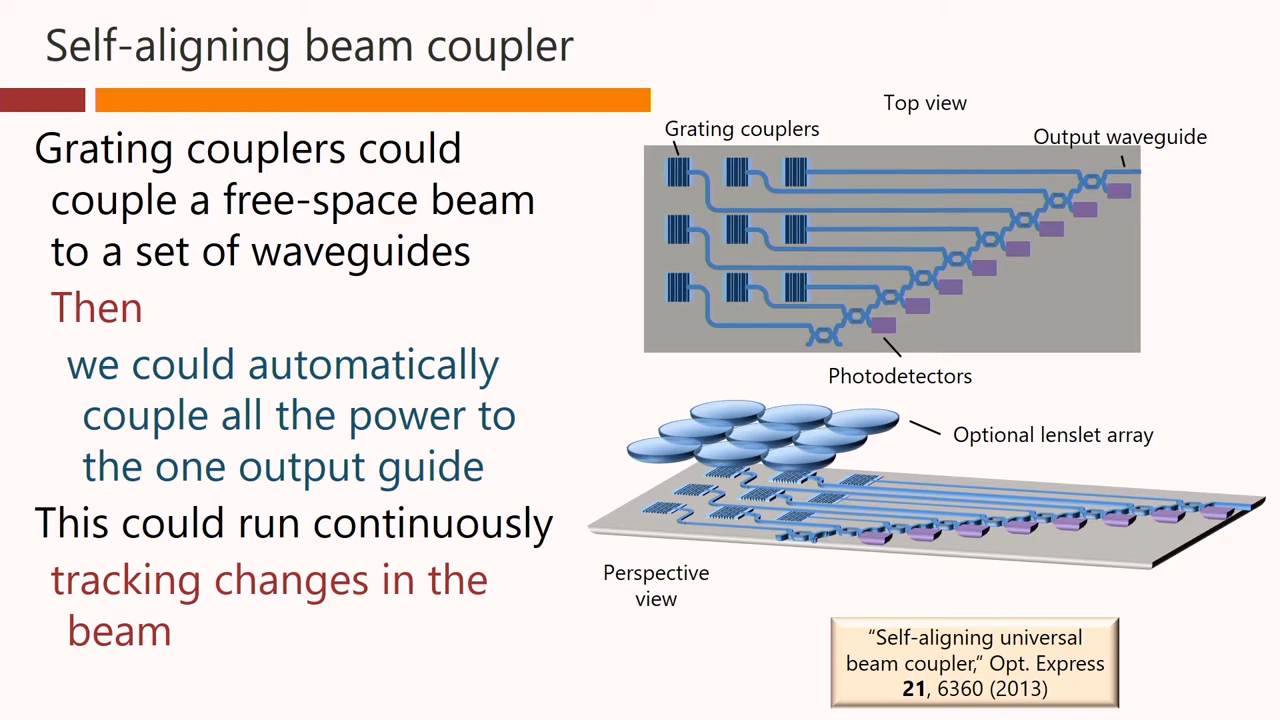 Self-aligning beam coupler
Grating couplers could
couple a free-space beam
to a set of waveguides
Then
we could automatically
couple all the power to
the one output guide
This could run continuously
tracking changes in the
beam
Top view
Grating couplers
Output waveguide
Photodetectors
Optional lenslet array
Perspective
view
“Self-aligning universal
beam coupler,” Opt. Express
21, 6360 (2013)